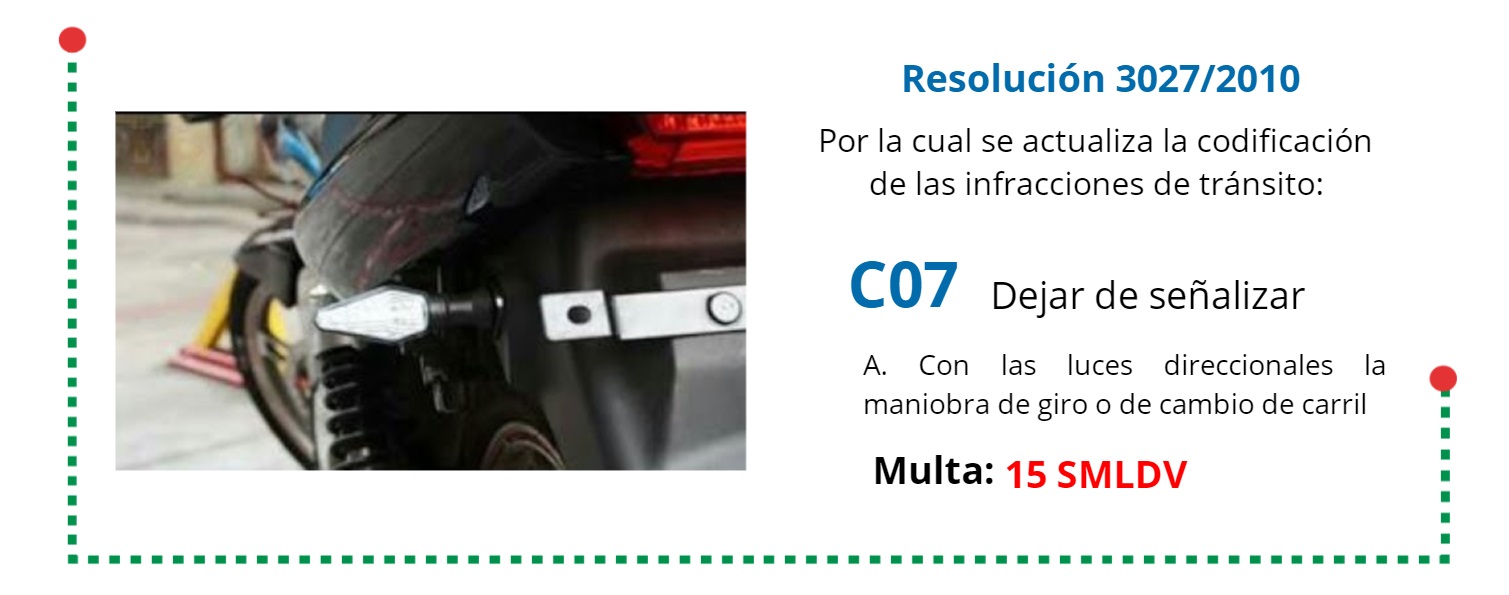 Resolución 3027/2010
Por la cual se actualiza la codificación
de las infracciones de tránsito:
C07 Dejar de señalizar
A. Con las luces direccionales la
maniobra de giro o de cambio de carril
Multa: 15 SMLDV